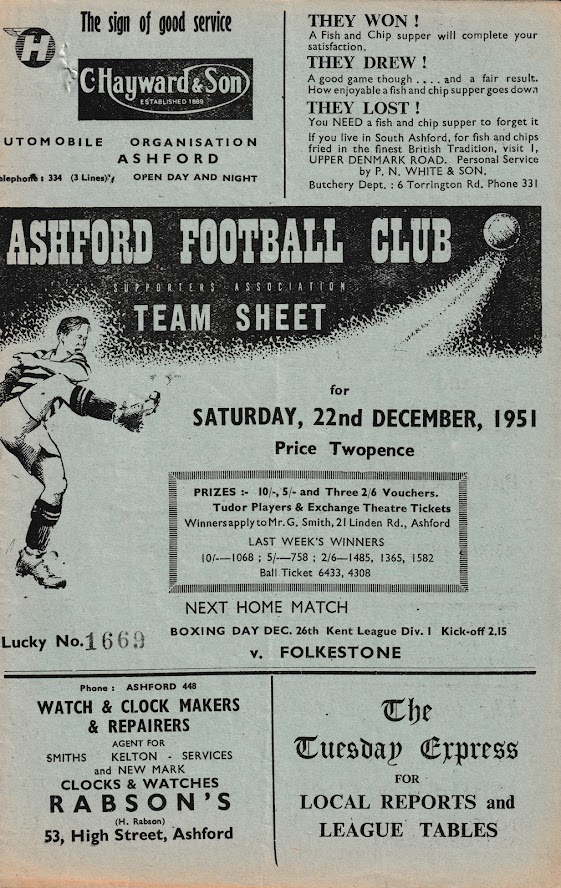 The sign of good service
H
C. Hayward & Son
ESTABLISHED 1889
UTOMOBILE ORGANISATION
ASHFORD
elephone : 334 (3 Lines) OPEN DAY AND NIGHT
THEY WON !
A Fish and Chip supper will complete your
satisfaction.
THEY DREW !
A good game though . . . . and a fair result.
How enjoyable a fish and chip supper goes down
THEY LOST !
You NEED a fish and chip supper to forget it
If you live in South Ashford, for fish and chips
fried in the finest British Tradition, visit 1,
UPPER DENMARK ROAD. Personal Service
by P. N. WHITE & SON.
Butchery Dept. : 6 Torrington Rd. Phone 331
ASHFORD FOOTBALL CLUB
SUPPORTERS ASSOCIATION
TEAM SHEET
for
SATURDAY, 22nd DECEMBER, 1951
Price Twopence
PRIZES :- 10/-, 5/- and Three 2/6 Vouchers.
Tudor Players & Exchange Theatre Tickets
Winners apply to Mr. G. Smith, 21 Linden Rd., Ashford
LAST WEEK'S WINNERS
10/-—1068 ; 5/-—758 ; 2/6—1485, 1365, 1582
Ball Ticket 6433, 4308
NEXT HOME MATCH
BOXING DAY DEC. 26th Kent League Div. 1 Kick-off 2.15
v. FOLKESTONE
Lucky No. 1669
Phone : ASHFORD 448
WATCH & CLOCK MAKERS
& REPAIRERS
AGENT FOR
SMITHS KELTON - SERVICES
and NEW MARK
CLOCKS & WATCHES
RABSON'S
(H. Rabson)
53, High Street, Ashford
The
Tuesday Express
FOR
LOCAL REPORTS and
LEAGUE TABLES